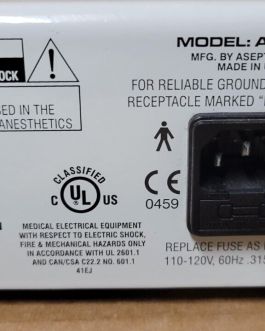 MODEL: A
MFG. BY ASEPT
MADE IN
OCK
FOR RELIABLE GROUND
RECEPTACLE MARKED "
SED IN THE
ANESTHETICS
CLASSIFIED
C UL US
CE
0459
MEDICAL ELECTRICAL EQUIPMENT
WITH RESPECT TO ELECTRIC SHOCK,
FIRE & MECHANICAL HAZARDS ONLY
IN ACCORDANCE WITH UL 2601.1
AND CAN/CSA C22.2 NO. 601.1
41EJ
REPLACE FUSE AS
110-120V, 60Hz .315